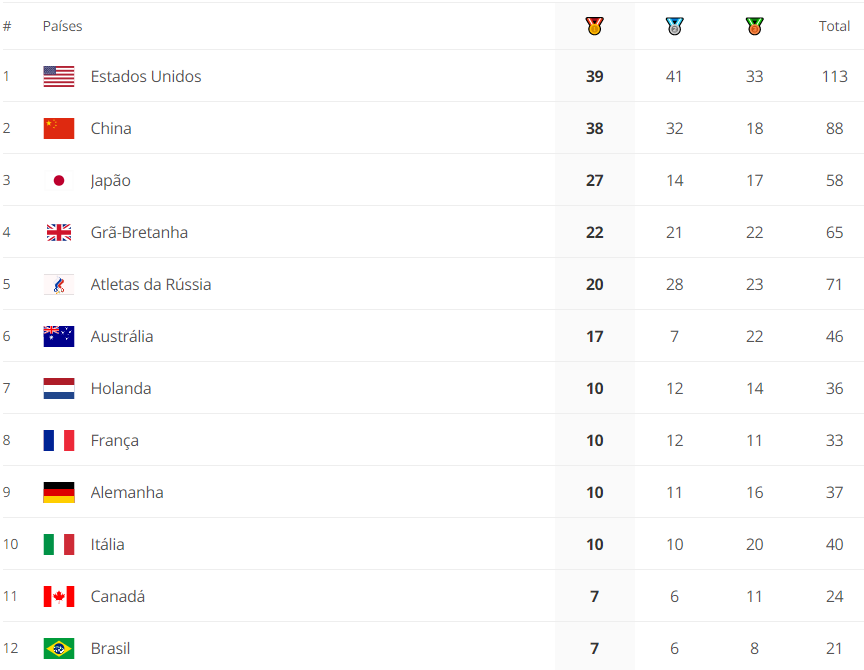 # Países Total
1 Estados Unidos 39 41 33 113
2 China 38 32 18 88
3 Japão 27 14 17 58
4 Grã-Bretanha 22 21 22 65
5 Atletas da Rússia 20 28 23 71
6 Austrália 17 7 22 46
7 Holanda 10 12 14 36
8 França 10 12 11 33
9 Alemanha 10 11 16 37
10 Itália 10 10 20 40
11 Canadá 7 6 11 24
12 Brasil 7 6 8 21